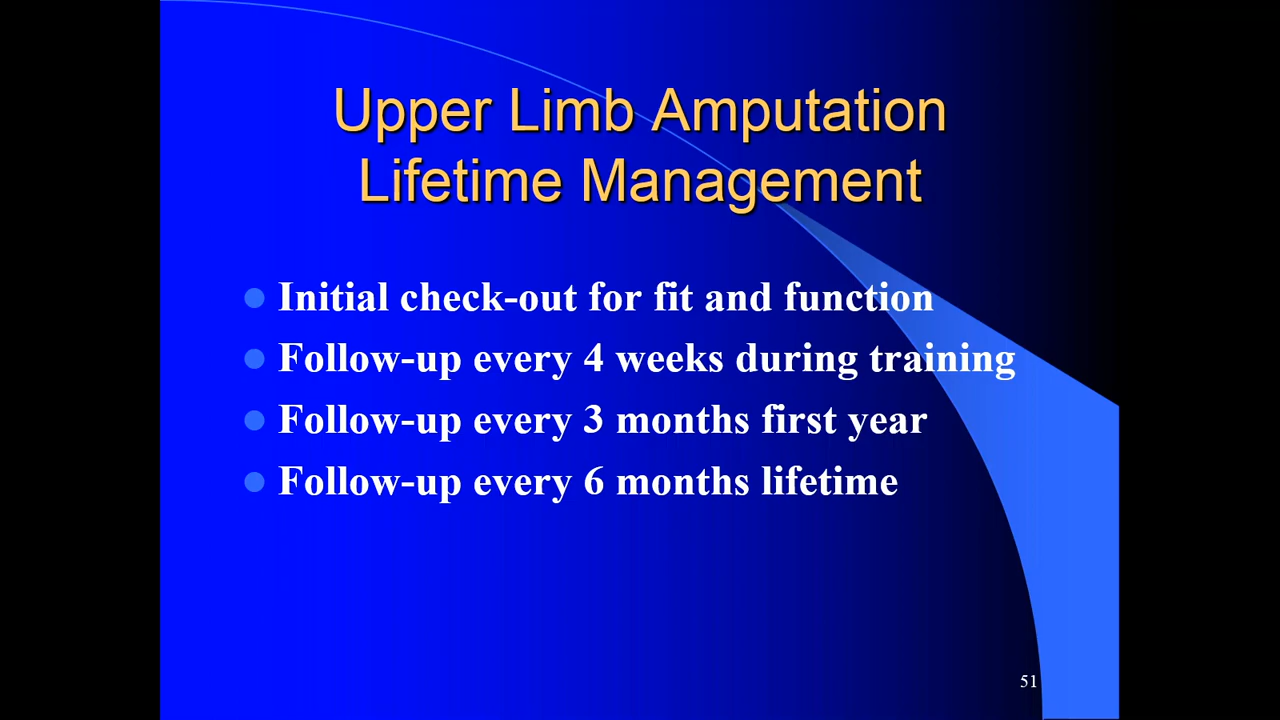 Upper Limb Amputation
Lifetime Management
Initial check-out for fit and function
Follow-up every 4 weeks during training
Follow-up every 3 months first year
Follow-up every 6 months lifetime
51